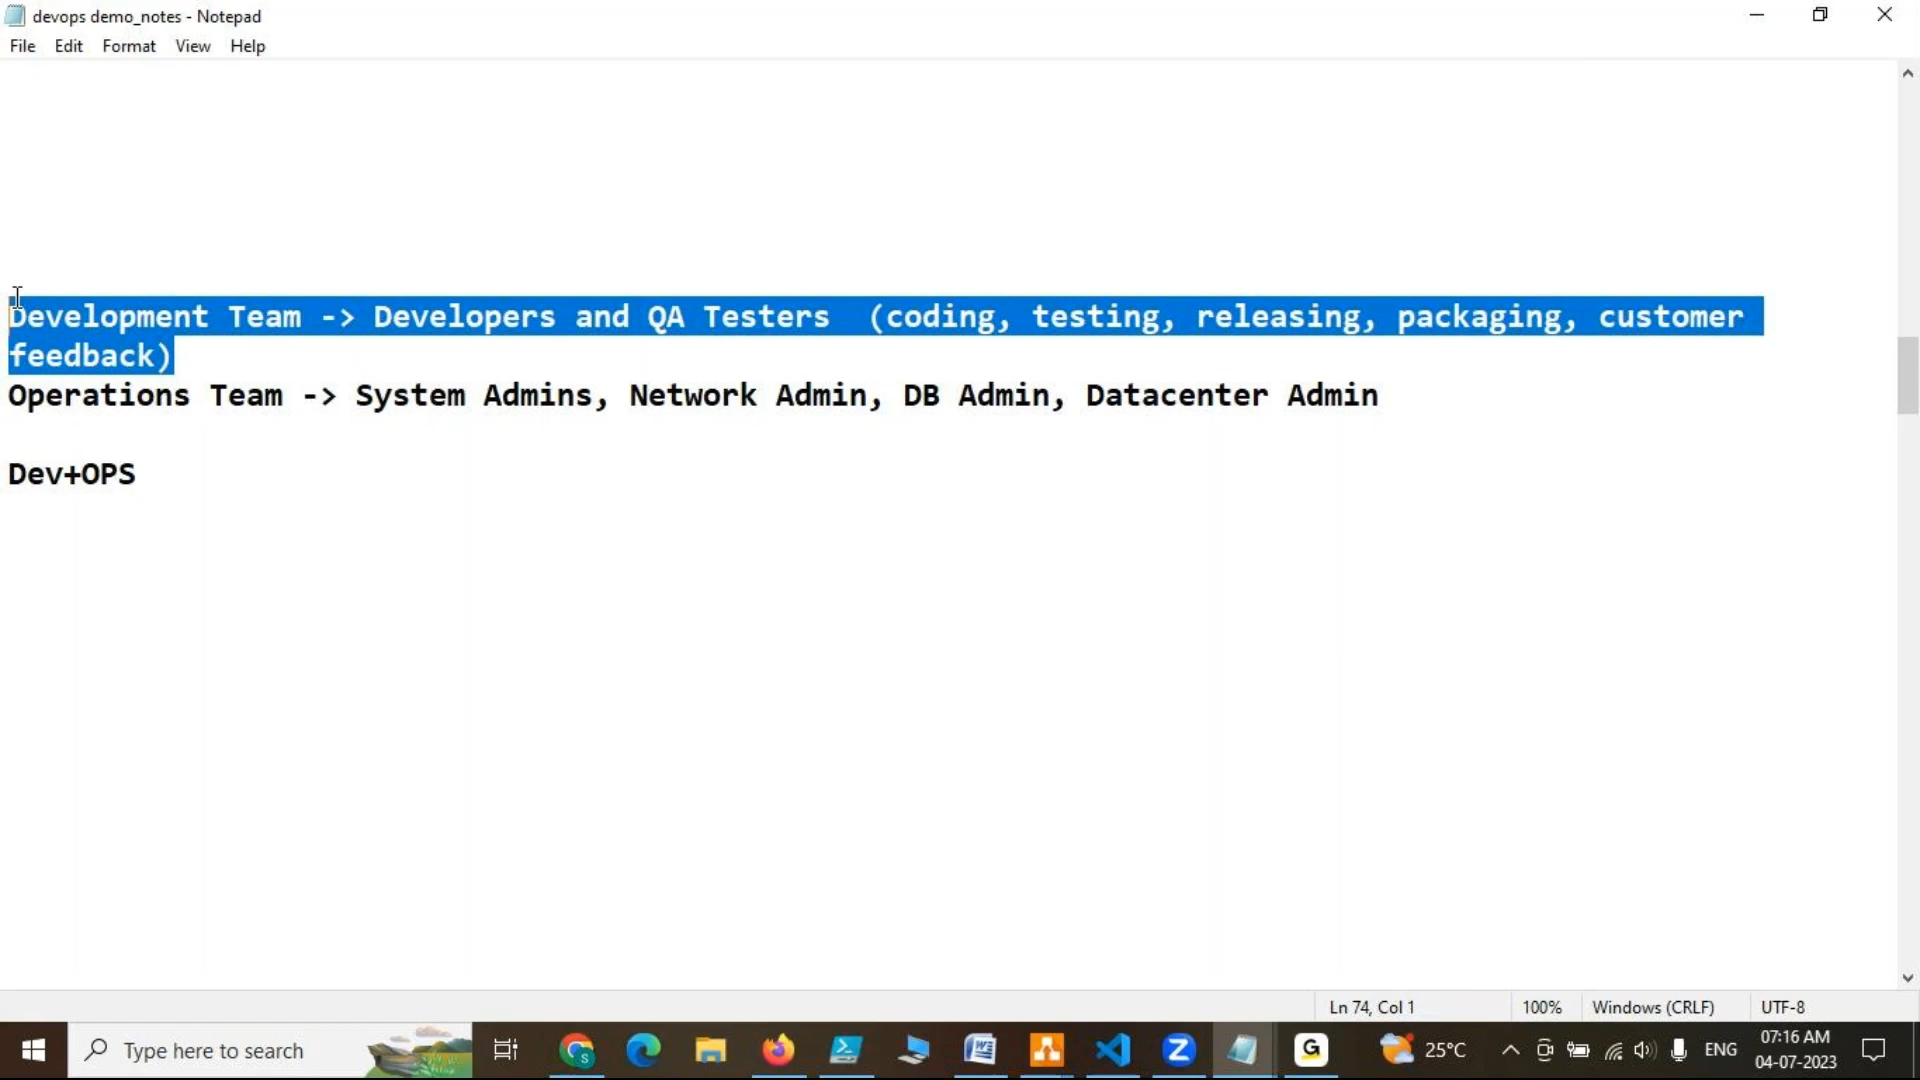 devops demo_notes - Notepad
File Edit Format View Help
Development Team -> Developers and QA Testers  (coding, testing, releasing, packaging, customer
feedback)
Operations Team -> System Admins, Network Admin, DB Admin, Datacenter Admin
Dev+OPS
Ln 74, Col 1 100% Windows (CRLF) UTF-8
Type here to search 25°C ENG 07:16 AM
04-07-2023